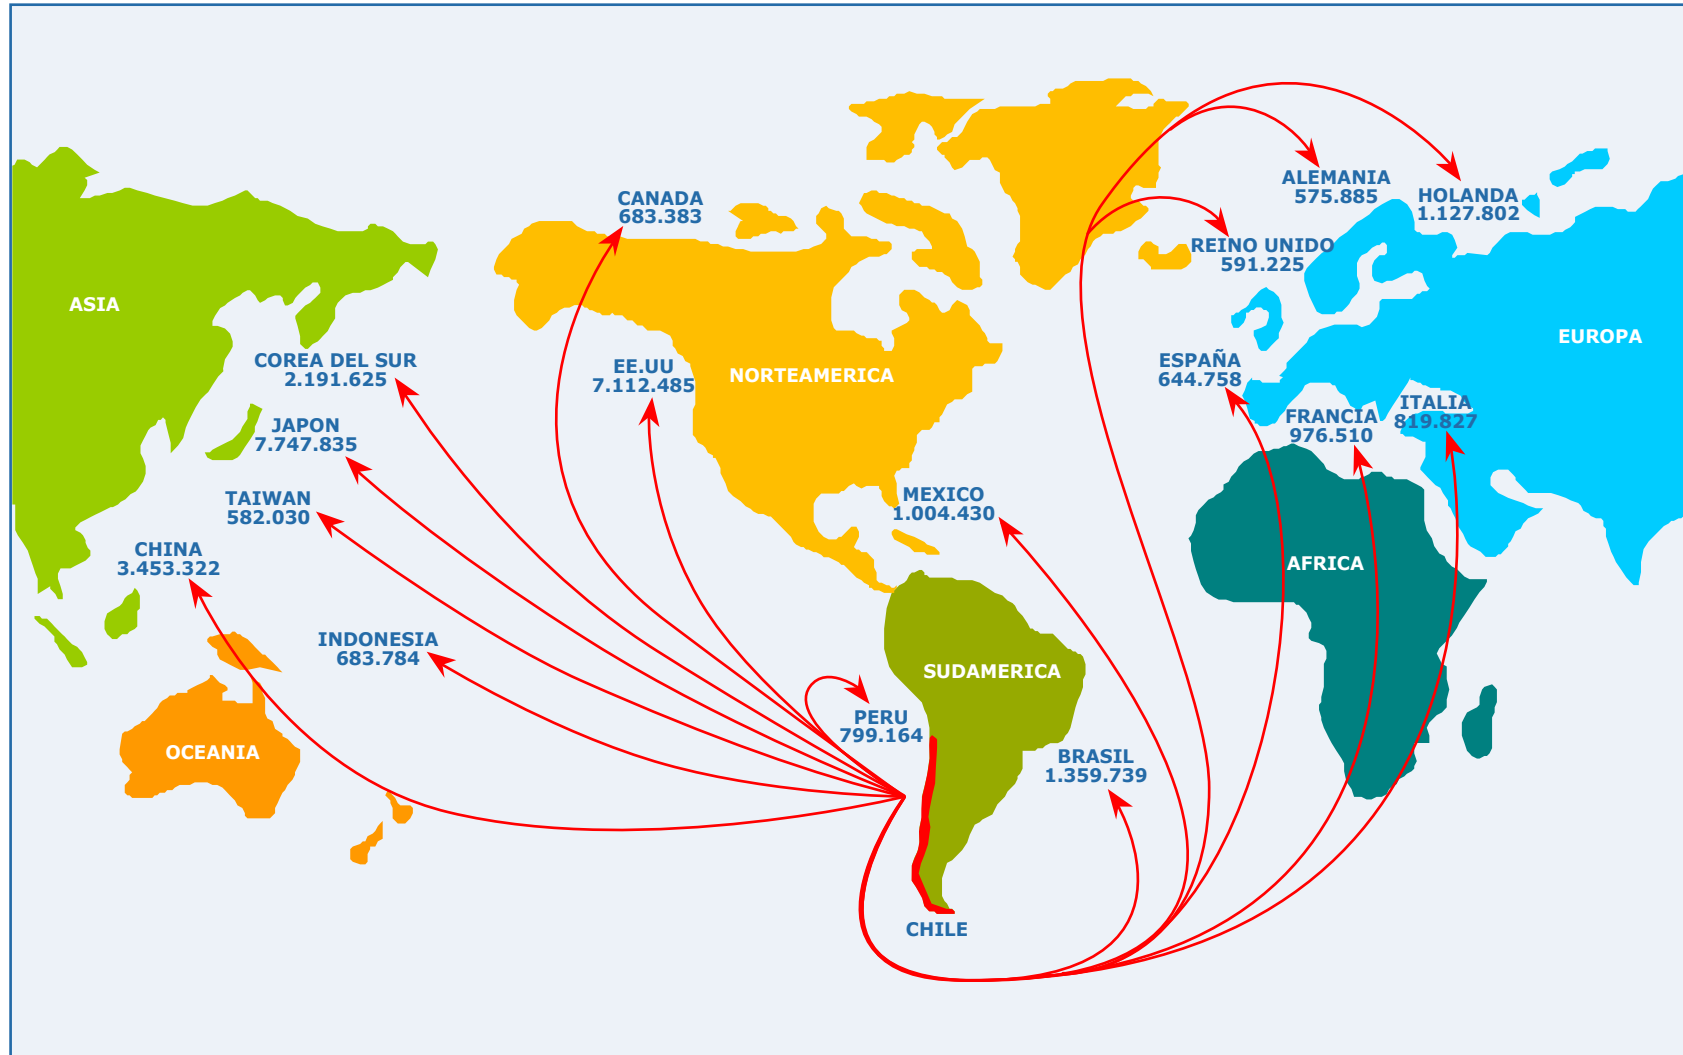 ALEMANIA
575.885
HOLANDA
1.127.802
CANADA
683.383
REINO UNIDO
591.225
ASIA
EUROPA
COREA DEL SUR
2.191.625
EE.UU
7.112.485
NORTEAMERICA
ESPAÑA
644.758
ITALIA
819.827
FRANCIA
976.510
JAPON
7.747.835
TAIWAN
582.030
MEXICO
1.004.430
CHINA
3.453.322
AFRICA
INDONESIA
683.784
SUDAMERICA
PERU
799.164
OCEANIA
BRASIL
1.359.739
CHILE